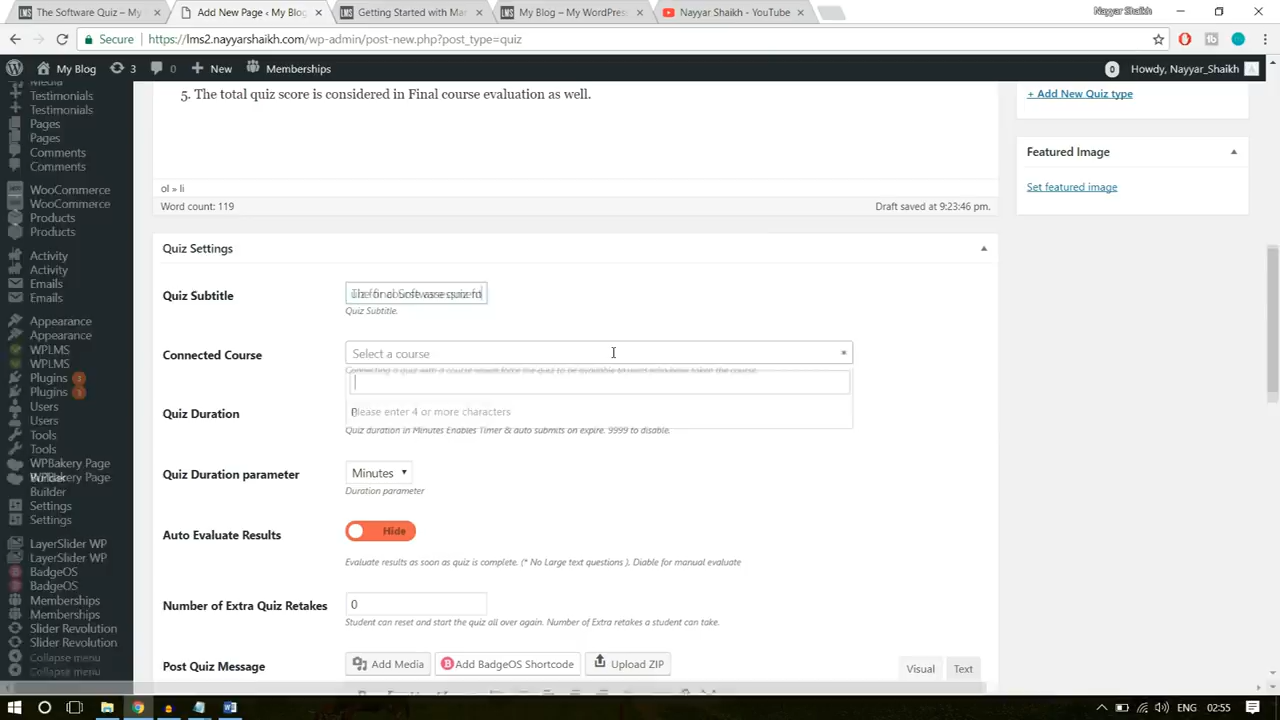 The Software Quiz – My
Add New Page ‹ My Blog
Getting Started with Mar
My Blog – My WordPress
Nayyar Shaikh - YouTube
Nayyar Shaikh
Secure
https://lms2.nayyarshaikh.com/wp-admin/post-new.php?post_type=quiz
My Blog
3
0
New
Memberships
0
Howdy, Nayyar_Shaikh
Media
Testimonials
Testimonials
Pages
Pages
Comments
Comments
WooCommerce
WooCommerce
Products
Products
Activity
Activity
Emails
Emails
Appearance
Appearance
WPLMS
WPLMS
Plugins
Plugins
Users
Users
Tools
Tools
WPBakery Page
WPBakery Page
Builder
Settings
Settings
LayerSlider WP
LayerSlider WP
BadgeOS
BadgeOS
Memberships
Memberships
Slider Revolution
Slider Revolution
Collapse menu
Collapse menu
5. The total quiz score is considered in Final course evaluation as well.
ol » li
Word count: 119
Draft saved at 9:23:46 pm.
+ Add New Quiz type
Featured Image
Set featured image
Quiz Settings
Quiz Subtitle
Quiz Subtitle.
Connected Course
Select a course
Please enter 4 or more characters
Quiz Duration
Quiz duration in Minutes Enables Timer & auto submits on expire. 9999 to disable.
Quiz Duration parameter
Minutes
Duration parameter
Auto Evaluate Results
Hide
Evaluate results as soon as quiz is complete. (* No Large text questions ), Diable for manual evaluate
Number of Extra Quiz Retakes
0
Student can reset and start the quiz all over again. Number of Extra retakes a student can take.
Post Quiz Message
Add Media
Add BadgeOS Shortcode
Upload ZIP
Visual
Text
ENG
02:55